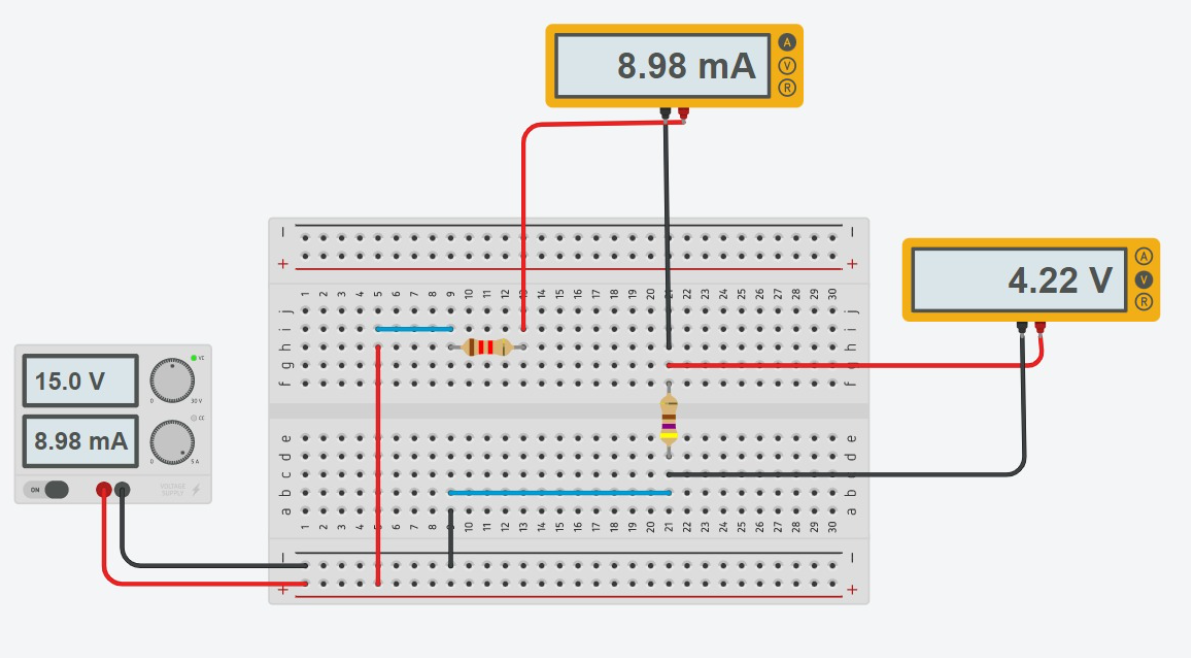 8.98 mA
A
V
R
4.22 V
A
V
R
15.0 V
VC
0
30 V
8.98 mA
CC
0
5 A
ON
VOLTAGE
SUPPLY
− −
+ +
1 2 3 4 5 6 7 8 9 10 11 12 13 14 15 16 17 18 19 20 21 22 23 24 25 26 27 28 29 30
j j
i i
h h
g g
f f
e e
d d
c c
b b
a a
1 2 3 4 5 6 7 8 9 10 11 12 13 14 15 16 17 18 19 20 21 22 23 24 25 26 27 28 29 30
− −
+ +